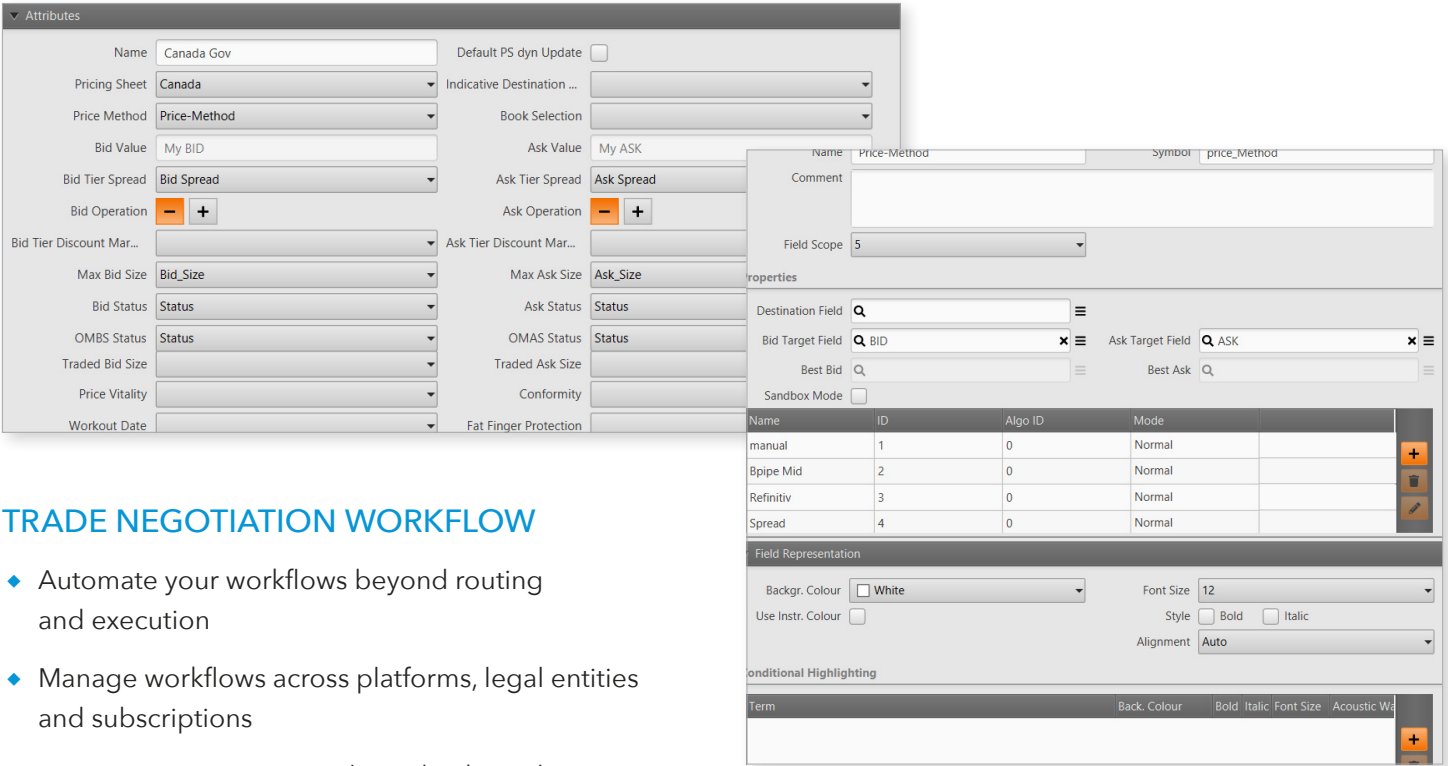 Attributes
Name Canada Gov Default PS dyn Update
Pricing Sheet Canada Indicative Destination ...
Price Method Price-Method Book Selection
Bid Value My BID Ask Value My ASK
Bid Tier Spread Bid Spread Ask Tier Spread Ask Spread
Bid Operation − + Ask Operation − +
Bid Tier Discount Mar... Ask Tier Discount Mar...
Max Bid Size Bid_Size Max Ask Size Ask_Size
Bid Status Status Ask Status Status
OMBS Status Status OMAS Status Status
Traded Bid Size Traded Ask Size
Price Vitality Conformity
Workout Date Fat Finger Protection
Name Price-Method Symbol price_Method
Comment
Field Scope 5
roperties
Destination Field
Bid Target Field BID Ask Target Field ASK
Best Bid Best Ask
Sandbox Mode
Name ID Algo ID Mode
manual 1 0 Normal
Bpipe Mid 2 0 Normal
Refinitiv 3 0 Normal
Spread 4 0 Normal
Field Representation
Backgr. Colour White Font Size 12
Use Instr. Colour Style Bold Italic
Alignment Auto
onditional Highlighting
Term Back. Colour Bold Italic Font Size Acoustic Wa
TRADE NEGOTIATION WORKFLOW
Automate your workflows beyond routing
and execution
Manage workflows across platforms, legal entities
and subscriptions